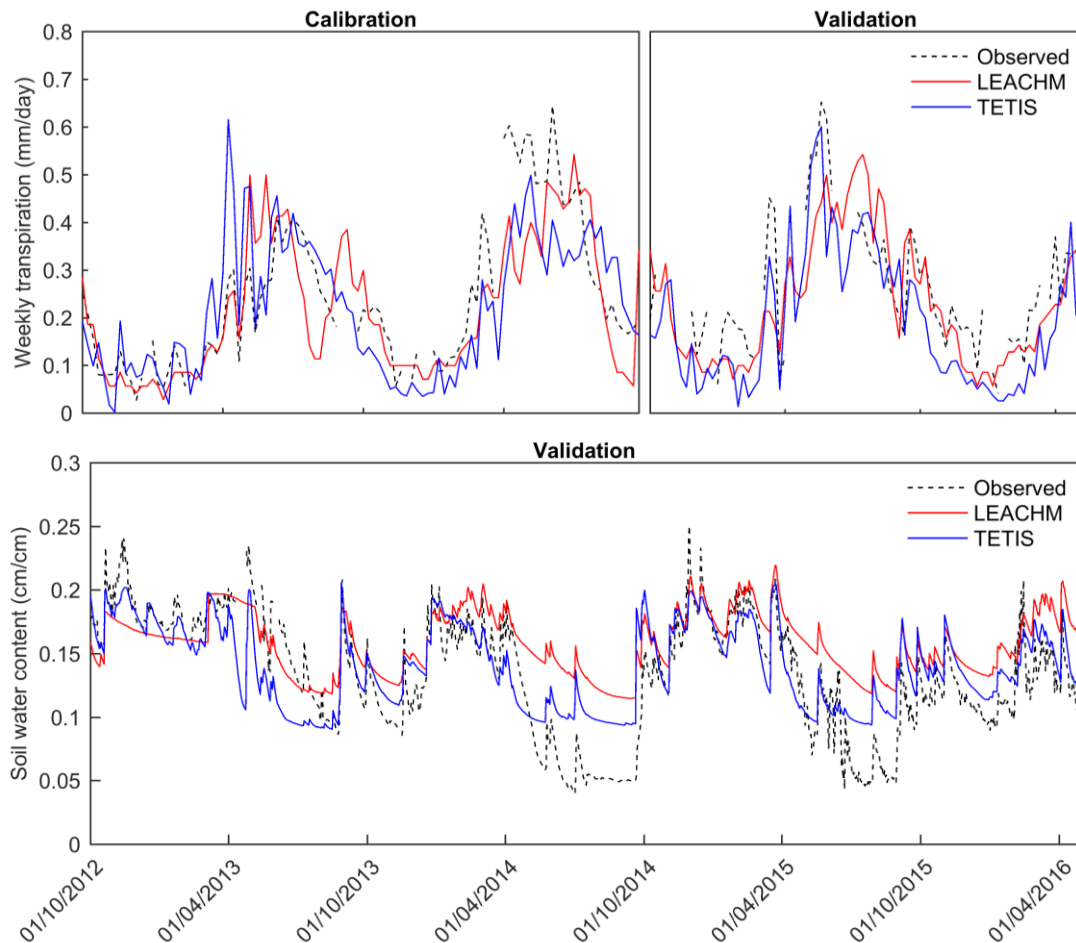 Calibration
Validation
0.8
0.7
0.6
0.5
0.4
0.3
0.2
0.1
0
Weekly transpiration (mm/day)
Observed
LEACHM
TETIS
Validation
0.3
0.25
0.2
0.15
0.1
0.05
0
Soil water content (cm/cm)
Observed
LEACHM
TETIS
01/10/2012
01/04/2013
01/10/2013
01/04/2014
01/10/2014
01/04/2015
01/10/2015
01/04/2016